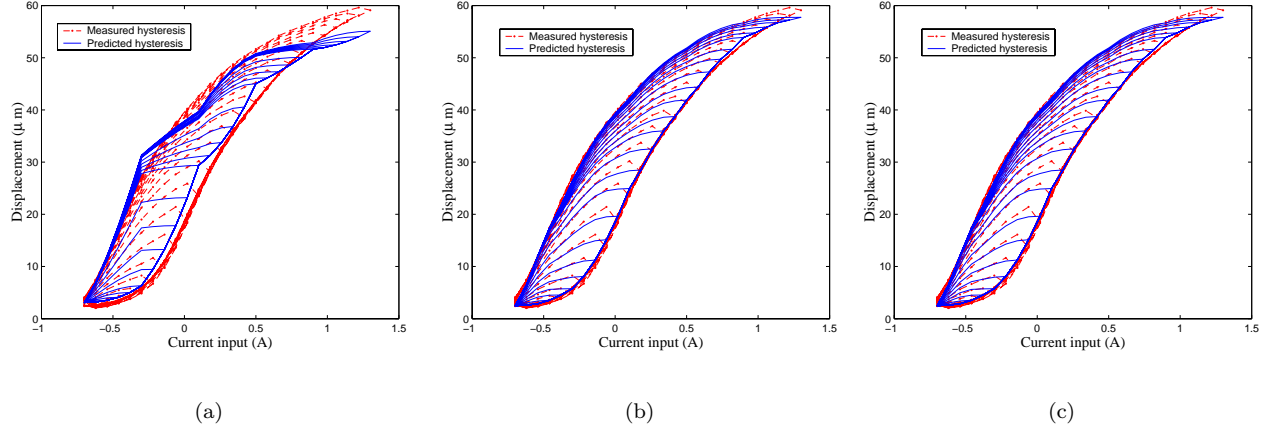 Measured hysteresis
Predicted hysteresis
Displacement (μ m)
60
50
40
30
20
10
0
−1
−0.5
0
0.5
1
1.5
Current input (A)
(a)
Measured hysteresis
Predicted hysteresis
Displacement (μ m)
60
50
40
30
20
10
0
−1
−0.5
0
0.5
1
1.5
Current input (A)
(b)
Measured hysteresis
Predicted hysteresis
Displacement (μ m)
60
50
40
30
20
10
0
−1
−0.5
0
0.5
1
1.5
Current input (A)
(c)